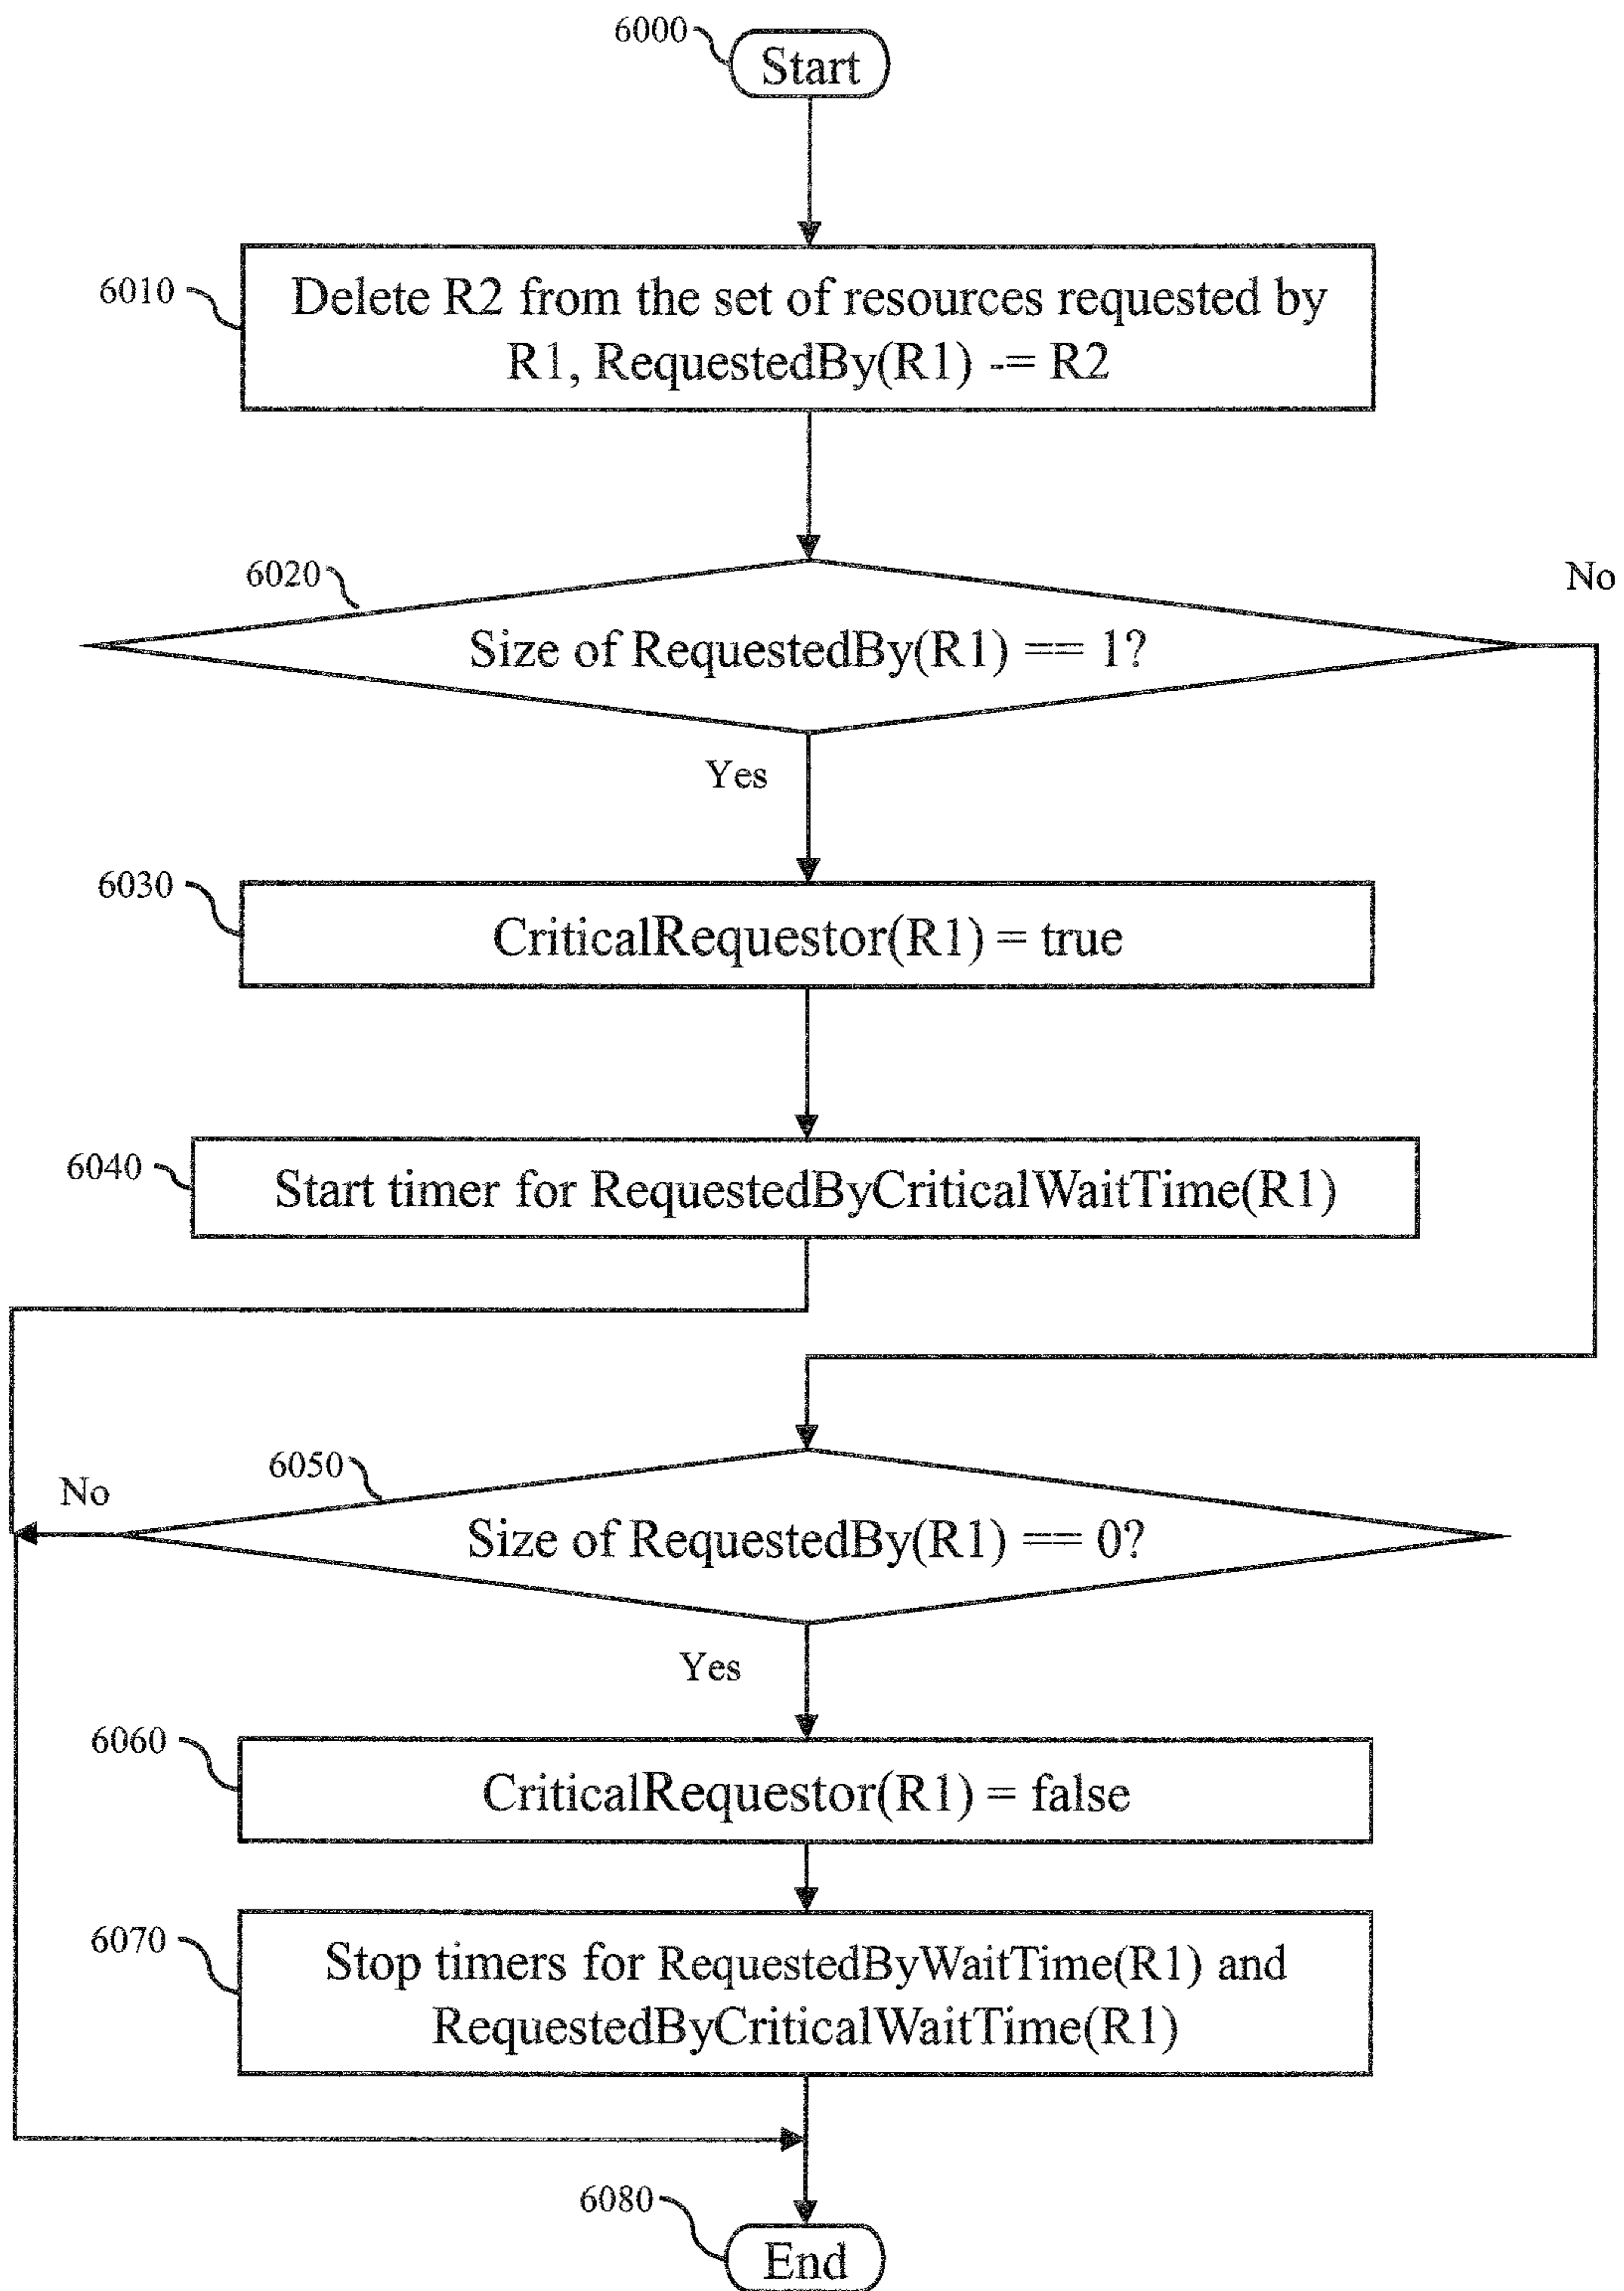 6000
Start
6010
Delete R2 from the set of resources requested by
R1, RequestedBy(R1) -= R2
6020
No
Size of RequestedBy(R1) == 1?
Yes
6030
CriticalRequestor(R1) = true
6040
Start timer for RequestedByCriticalWaitTime(R1)
6050
No
Size of RequestedBy(R1) == 0?
Yes
6060
CriticalRequestor(R1) = false
6070
Stop timers for RequestedByWaitTime(R1) and
RequestedByCriticalWaitTime(R1)
6080
End